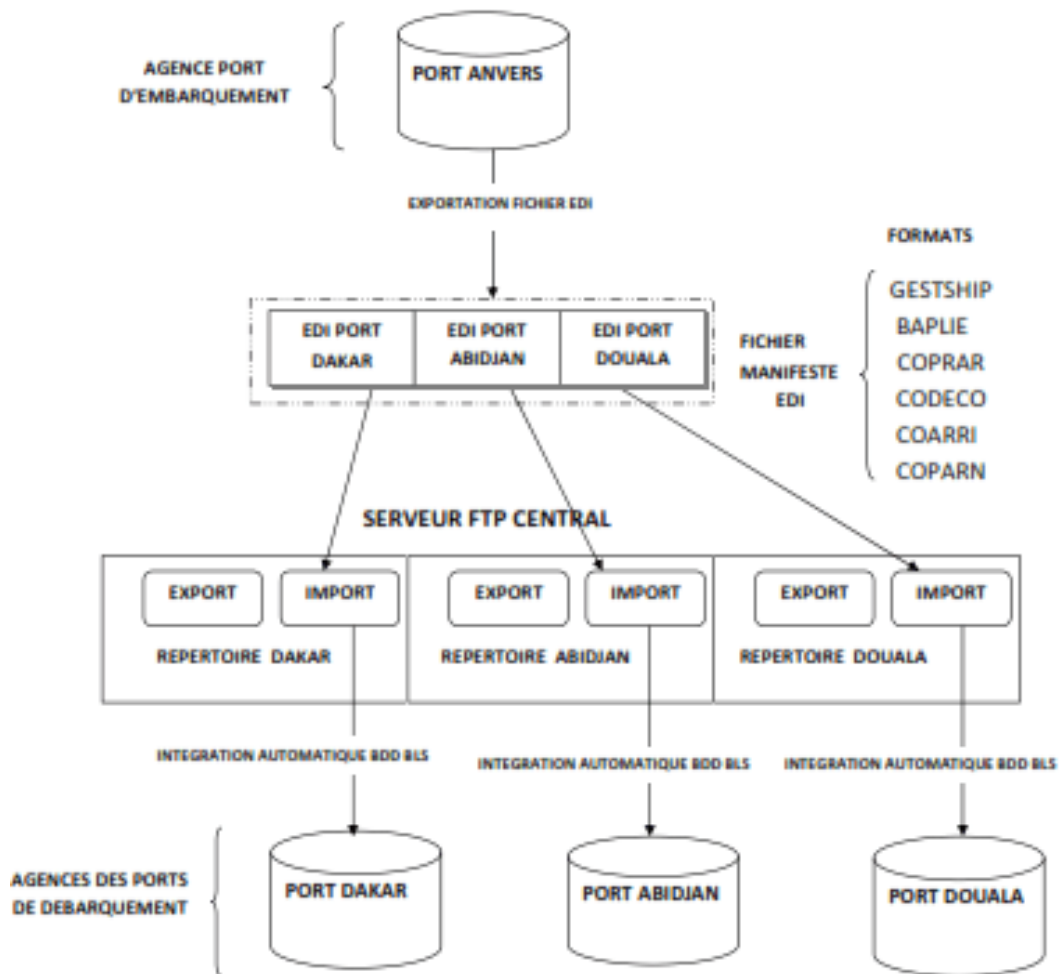 AGENCE PORT
D'EMBARQUEMENT
PORT ANVERS
EXPORTATION FICHIER EDI
FORMATS
GESTSHIP
BAPLIE
COPRAR
CODECO
COARRI
COPARN
FICHIER
MANIFESTE
EDI
EDI PORT
DAKAR
EDI PORT
ABIDJAN
EDI PORT
DOUALA
SERVEUR FTP CENTRAL
EXPORT
IMPORT
REPERTOIRE DAKAR
EXPORT
IMPORT
REPERTOIRE ABIDJAN
EXPORT
IMPORT
REPERTOIRE DOUALA
INTEGRATION AUTOMATIQUE BDD BLS
INTEGRATION AUTOMATIQUE BDD BLS
INTEGRATION AUTOMATIQUE BDD BLS
AGENCES DES PORTS
DE DEBARQUEMENT
PORT DAKAR
PORT ABIDJAN
PORT DOUALA